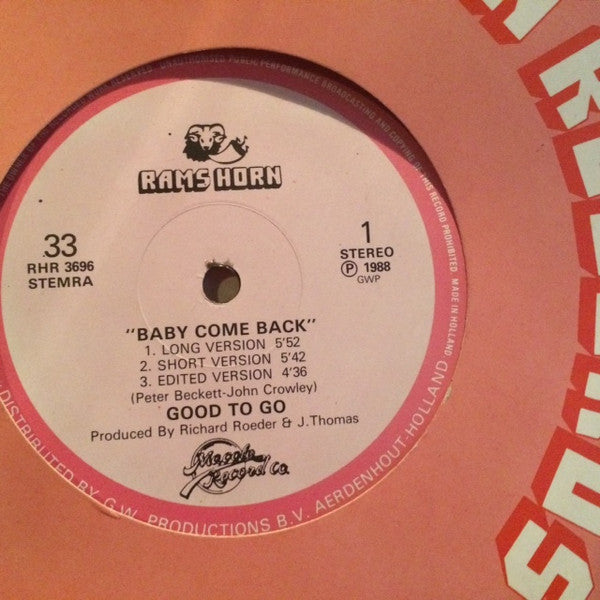 RAMS HORN
33
RHR 3696
STEMRA
1
STEREO
Ⓟ 1988
GWP
"BABY COME BACK"
1. LONG VERSION 5'52
2. SHORT VERSION 5'42
3. EDITED VERSION 4'36
(Peter Beckett-John Crowley)
GOOD TO GO
Produced By Richard Roeder & J.Thomas
Macola
Record Co.
UNAUTHORISED PUBLIC PERFORMANCE BROADCASTING AND COPYING OF THIS RECORD PROHIBITED. MADE IN HOLLAND
DISTRIBUTED BY G.W. PRODUCTIONS B.V. AERDENHOUT-HOLLAND